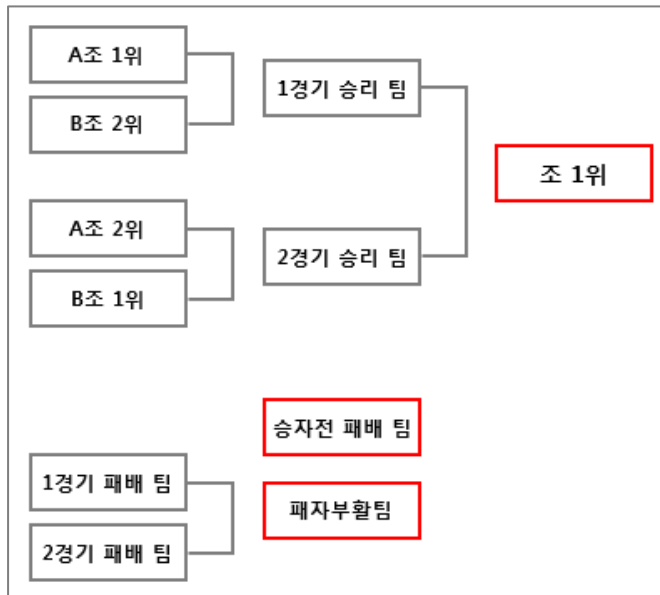 A조 1위
B조 2위
1경기 승리 팀
조 1위
A조 2위
B조 1위
2경기 승리 팀
승자전 패배 팀
1경기 패배 팀
2경기 패배 팀
패자부활팀